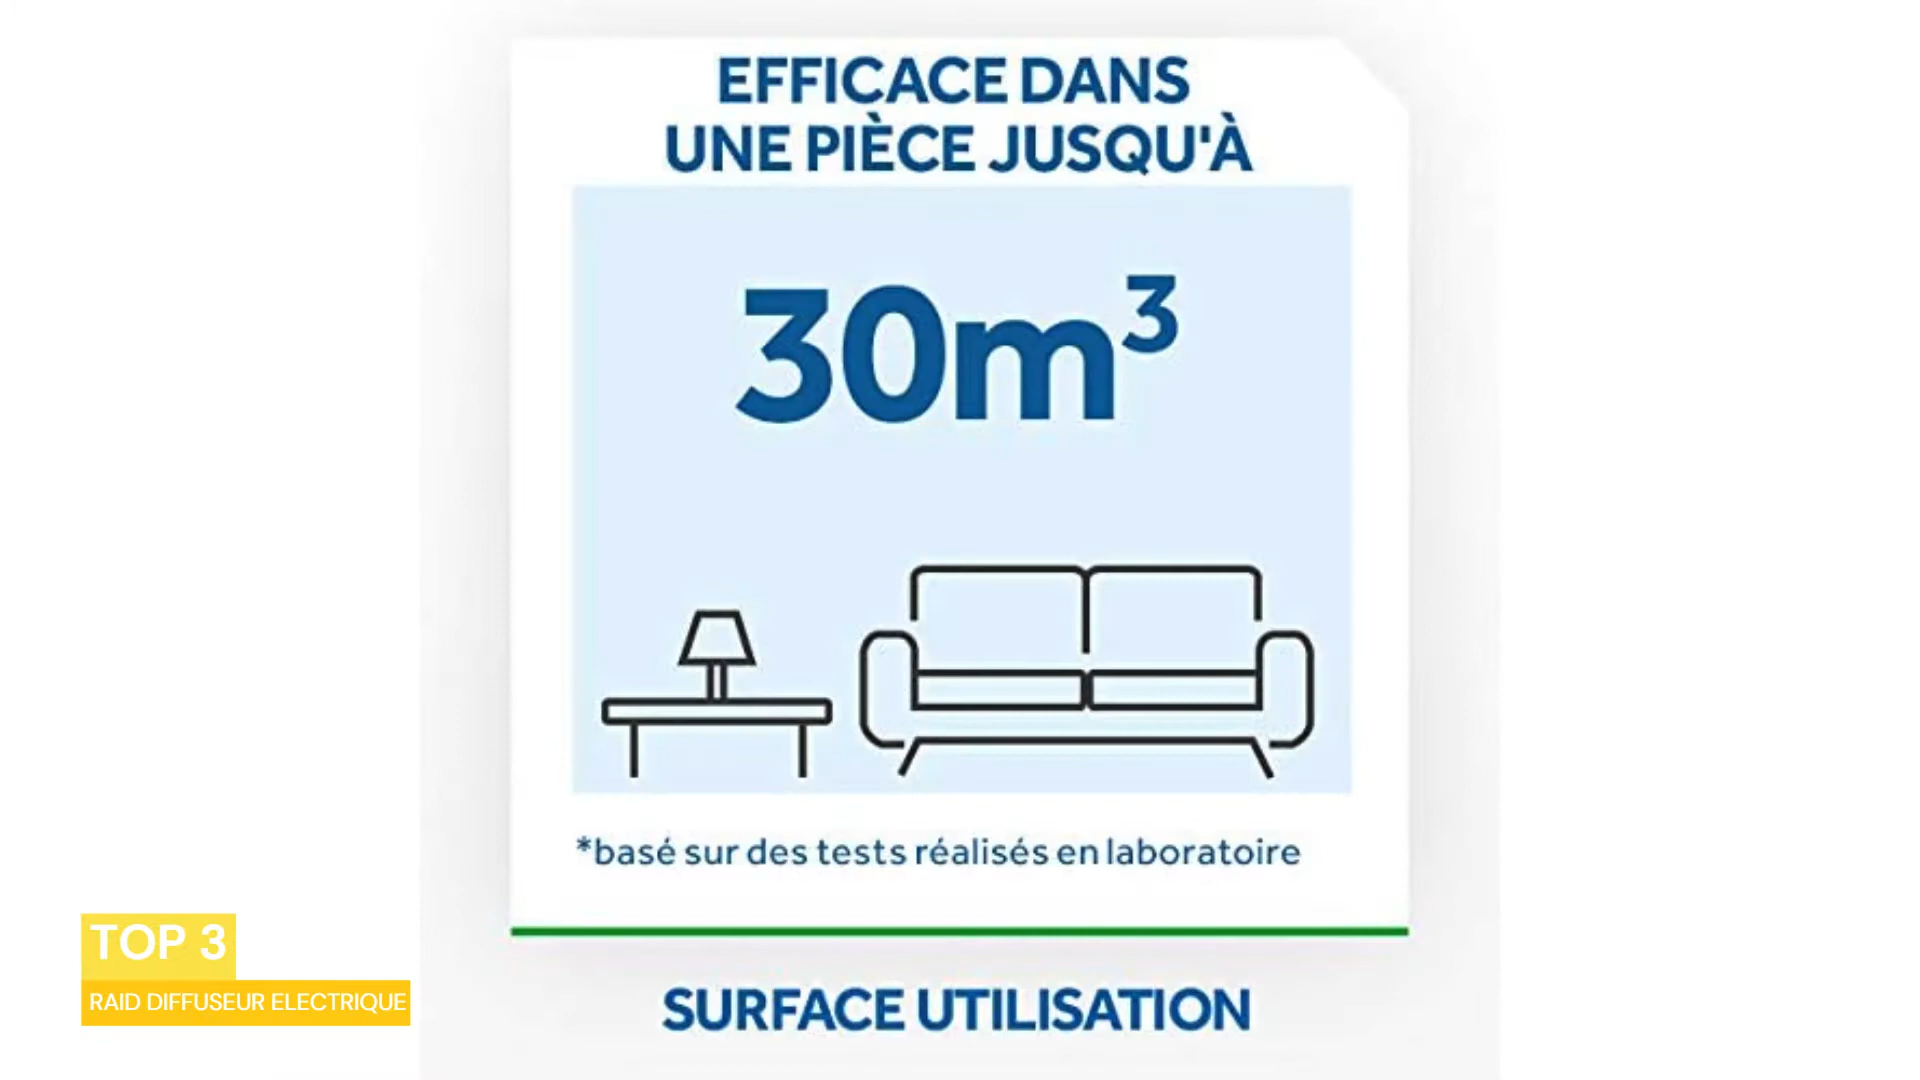 EFFICACE DANS
UNE PIÈCE JUSQU'À
30m³
*basé sur des tests réalisés en laboratoire
TOP 3
RAID DIFFUSEUR ELECTRIQUE
SURFACE UTILISATION